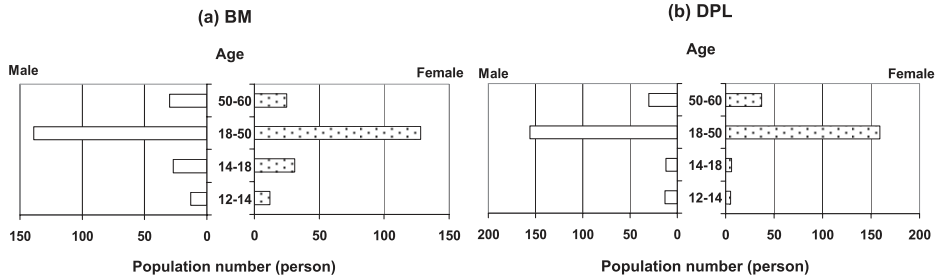 (a) BM
Age
Male
Female
50-60
18-50
14-18
12-14
150 100 50 0 0 50 100 150
Population number (person)
(b) DPL
Age
Male
Female
50-60
18-50
14-18
12-14
200 150 100 50 0 0 50 100 150 200
Population number (person)